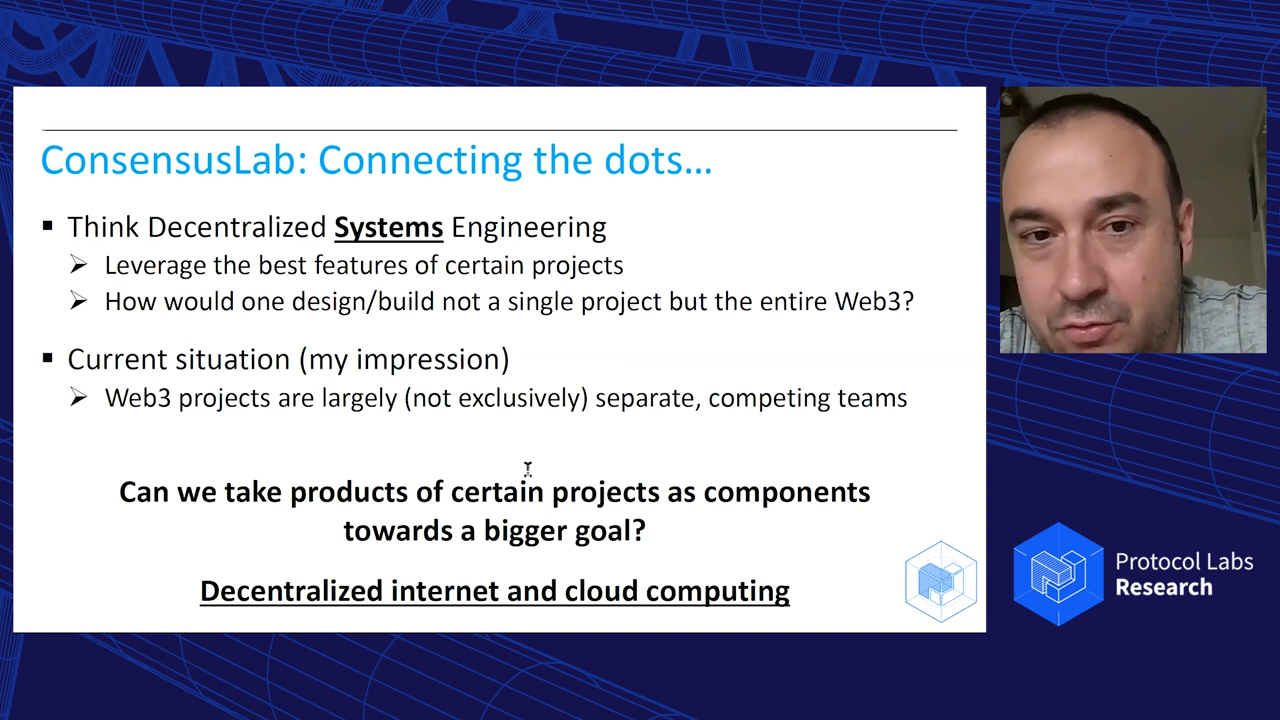 ConsensusLab: Connecting the dots...
Think Decentralized Systems Engineering
Leverage the best features of certain projects
How would one design/build not a single project but the entire Web3?
Current situation (my impression)
Web3 projects are largely (not exclusively) separate, competing teams
Can we take products of certain projects as components
towards a bigger goal?
Decentralized internet and cloud computing
Protocol Labs
Research